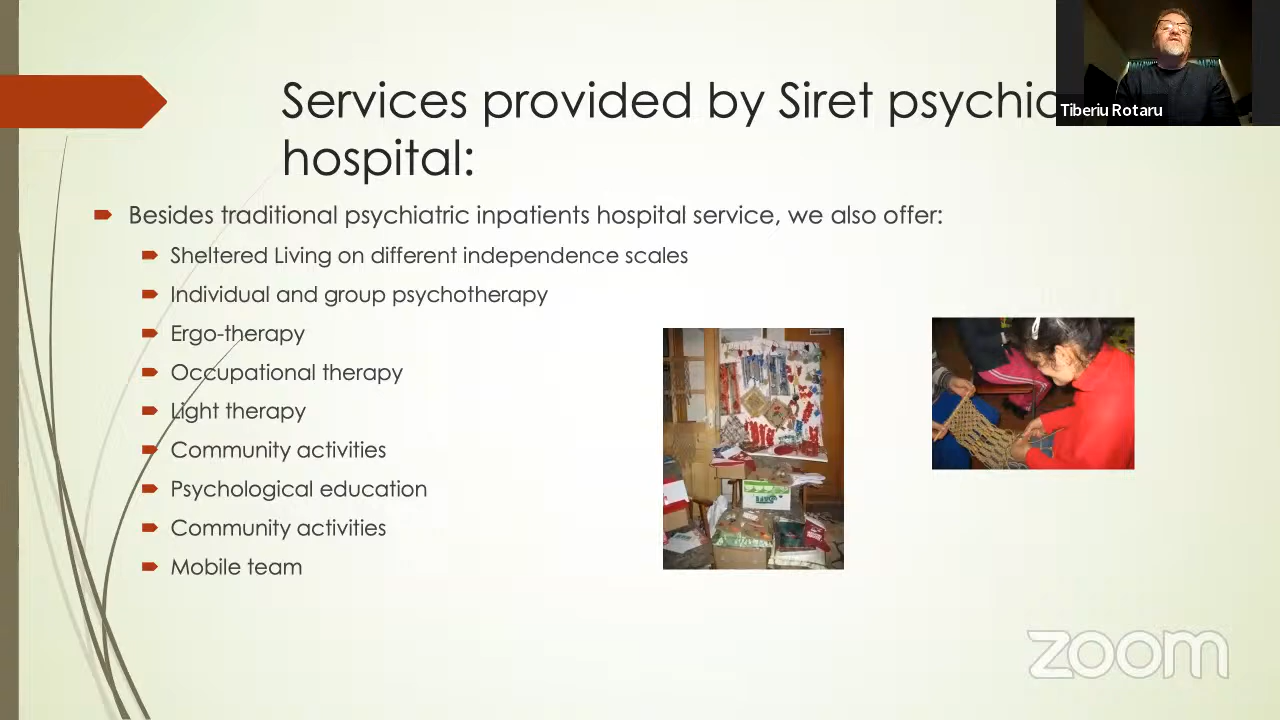 Services provided by Siret psychia
hospital:
Tiberiu Rotaru
Besides traditional psychiatric inpatients hospital service, we also offer:
Sheltered Living on different independence scales
Individual and group psychotherapy
Ergo-therapy
Occupational therapy
Light therapy
Community activities
Psychological education
Community activities
Mobile team
zoom